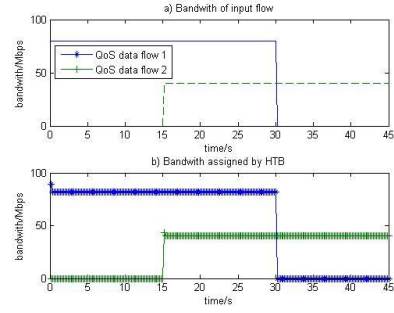 a) Bandwith of input flow
100
50
0
bandwith/Mbps
QoS data flow 1
QoS data flow 2
0 5 10 15 20 25 30 35 40 45
time/s
b) Bandwith assigned by HTB
100
50
0
bandwith/Mbps
0 5 10 15 20 25 30 35 40 45
time/s